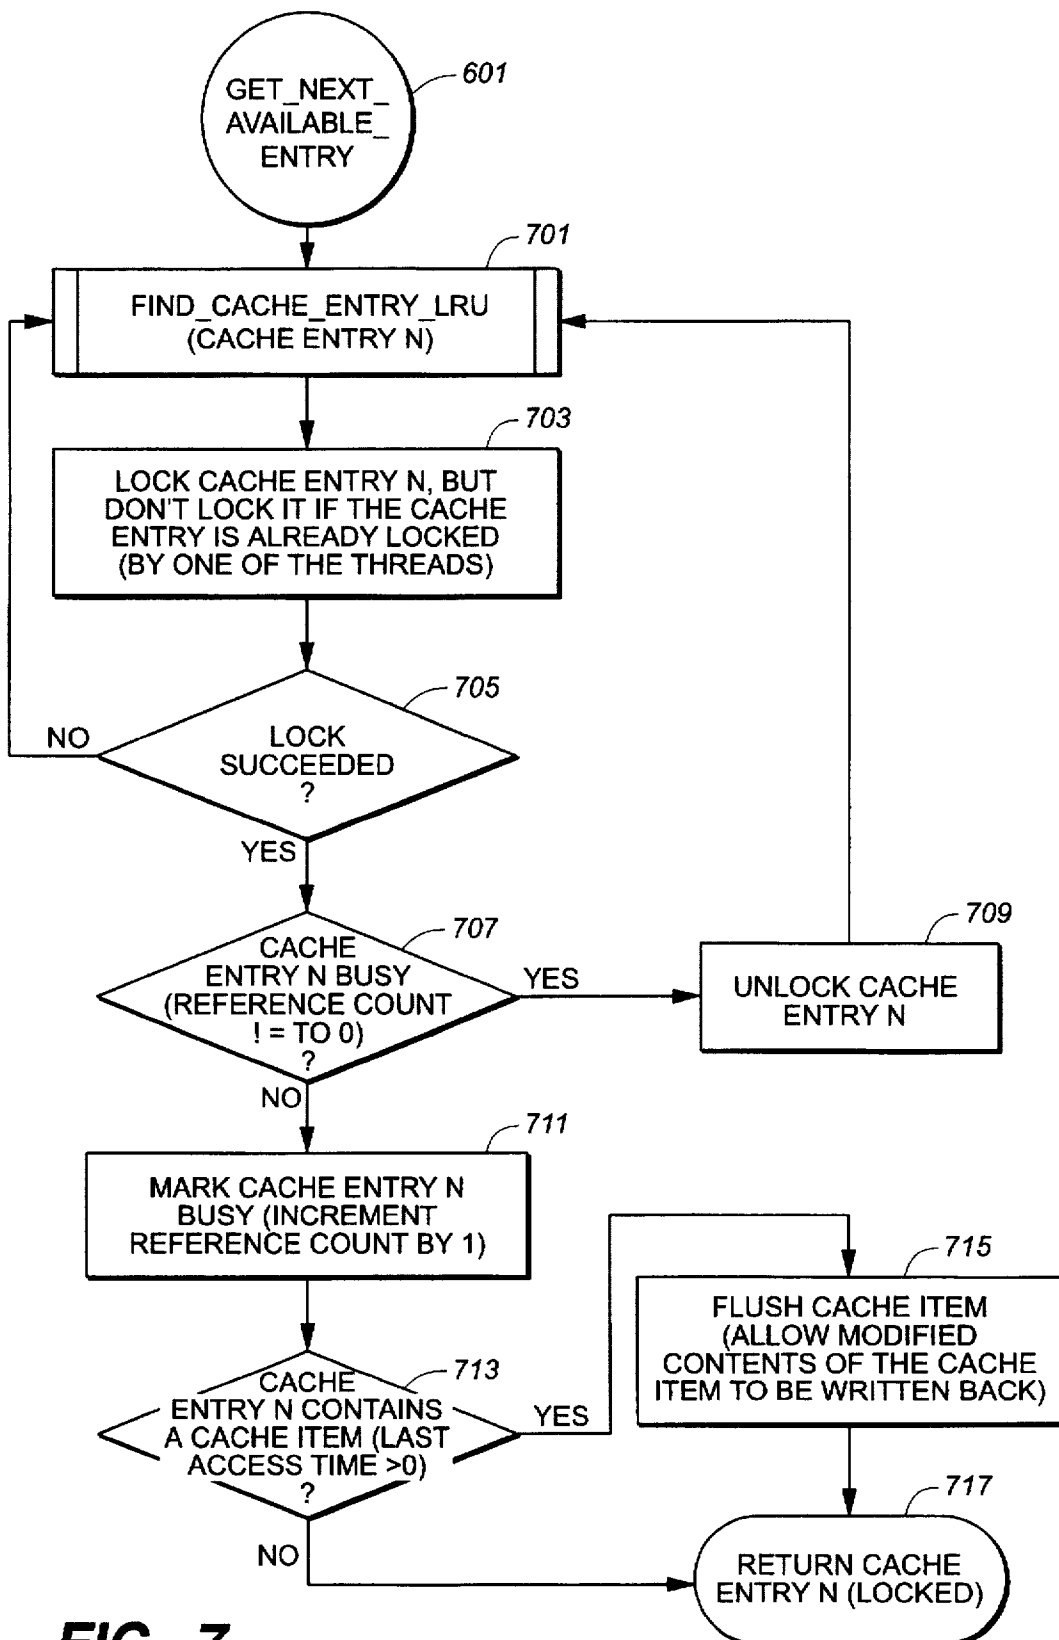 601
GET_NEXT_
AVAILABLE_
ENTRY
701
FIND_CACHE_ENTRY_LRU
(CACHE ENTRY N)
703
LOCK CACHE ENTRY N, BUT
DON'T LOCK IT IF THE CACHE
ENTRY IS ALREADY LOCKED
(BY ONE OF THE THREADS)
705
NO
LOCK
SUCCEEDED
?
YES
707
CACHE
ENTRY N BUSY
(REFERENCE COUNT
! = TO 0)
?
YES
709
UNLOCK CACHE
ENTRY N
NO
711
MARK CACHE ENTRY N
BUSY (INCREMENT
REFERENCE COUNT BY 1)
713
CACHE
ENTRY N CONTAINS
A CACHE ITEM (LAST
ACCESS TIME >0)
?
YES
715
FLUSH CACHE ITEM
(ALLOW MODIFIED
CONTENTS OF THE CACHE
ITEM TO BE WRITTEN BACK)
NO
717
RETURN CACHE
ENTRY N (LOCKED)
FIG. 7